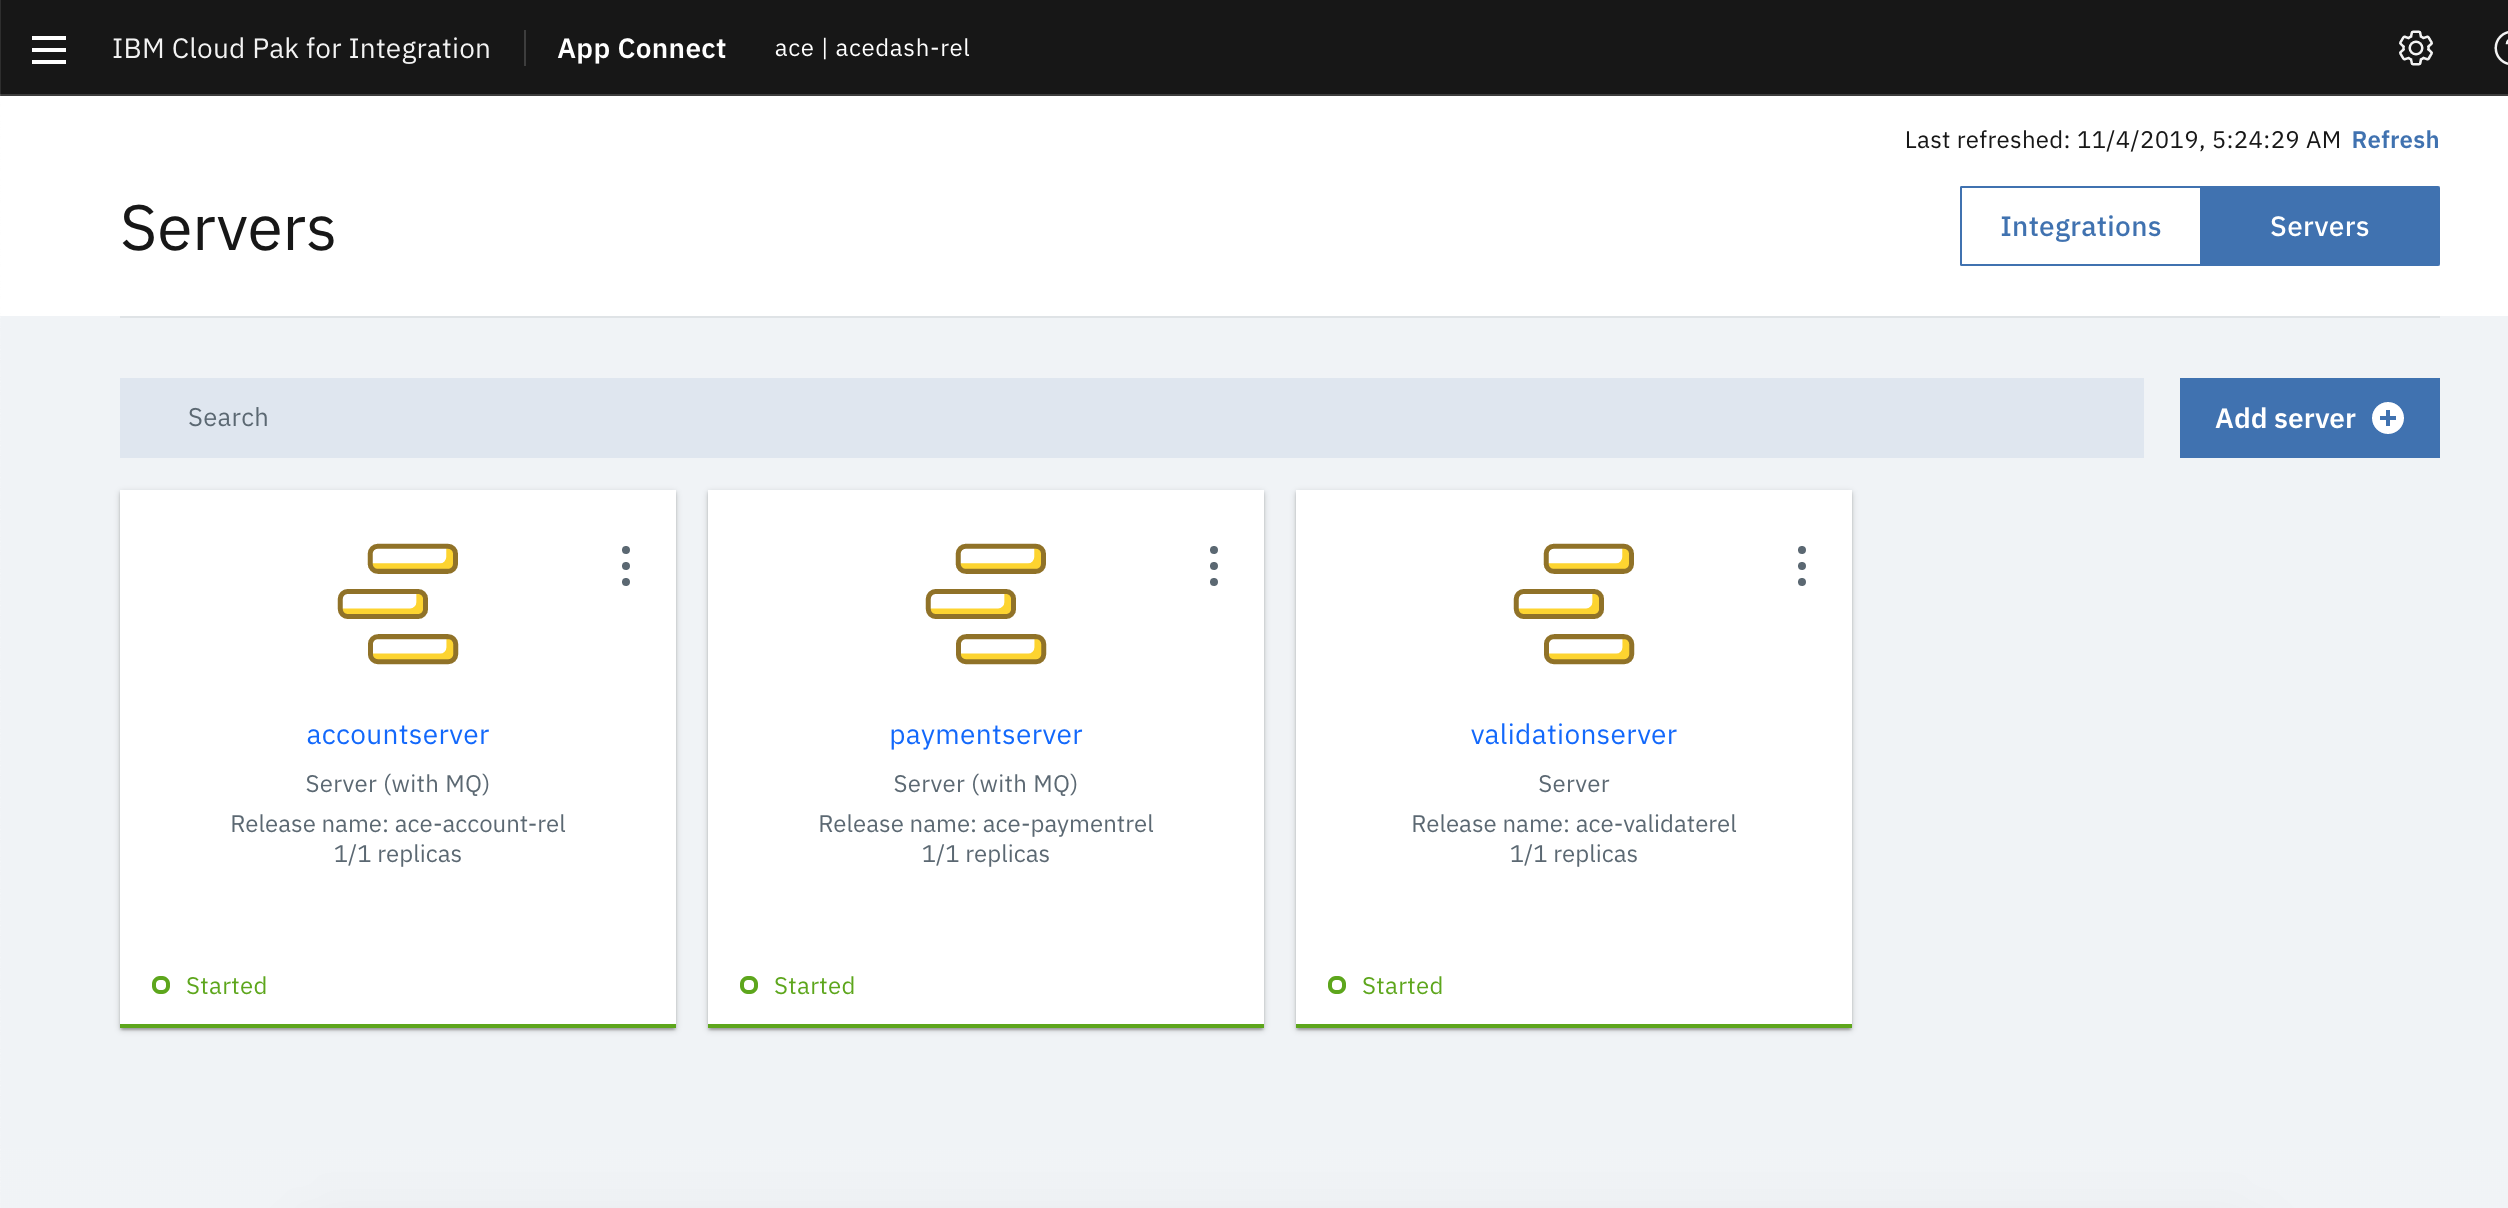 IBM Cloud Pak for Integration App Connect ace | acedash-rel
Last refreshed: 11/4/2019, 5:24:29 AM Refresh
Servers
Integrations Servers
Search
Add server
accountserver
Server (with MQ)
Release name: ace-account-rel
1/1 replicas
Started
paymentserver
Server (with MQ)
Release name: ace-paymentrel
1/1 replicas
Started
validationserver
Server
Release name: ace-validaterel
1/1 replicas
Started